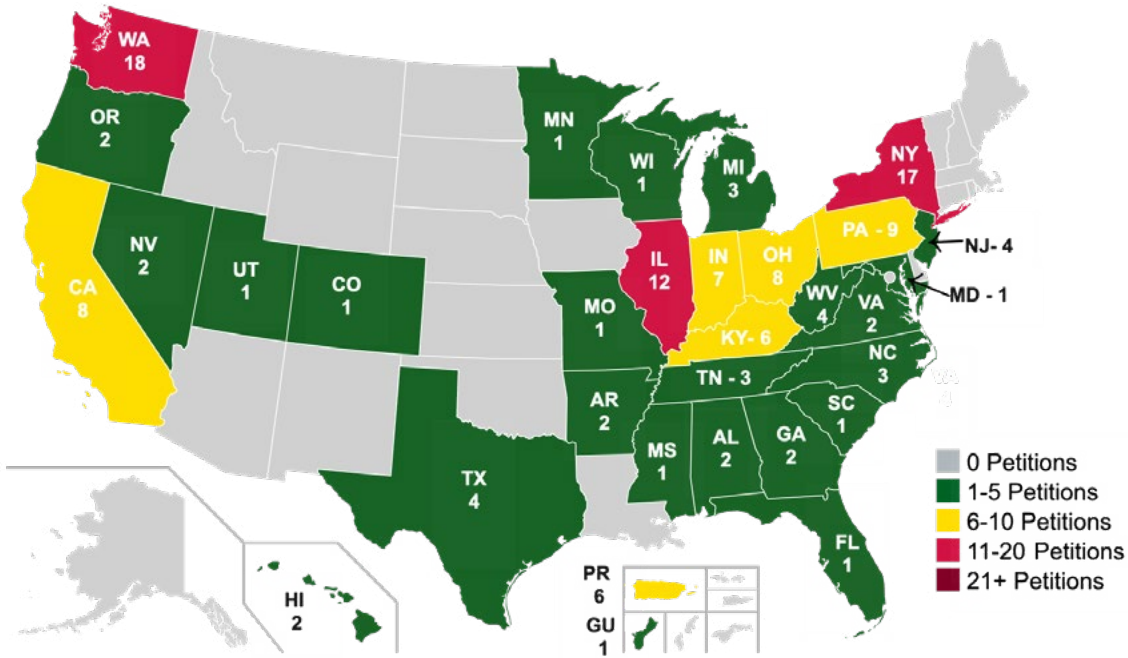 WA
18
OR
2
CA
8
NV
2
UT
1
CO
1
TX
4
MN
1
WI
1
MI
3
IL
12
IN
7
OH
8
KY- 6
MO
1
AR
2
TN - 3
MS
1
AL
2
GA
2
FL
1
SC
1
NC
3
VA
2
WV
4
PA - 9
NY
17
NJ- 4
MD - 1
HI
2
PR
6
GU
1
0 Petitions
1-5 Petitions
6-10 Petitions
11-20 Petitions
21+ Petitions